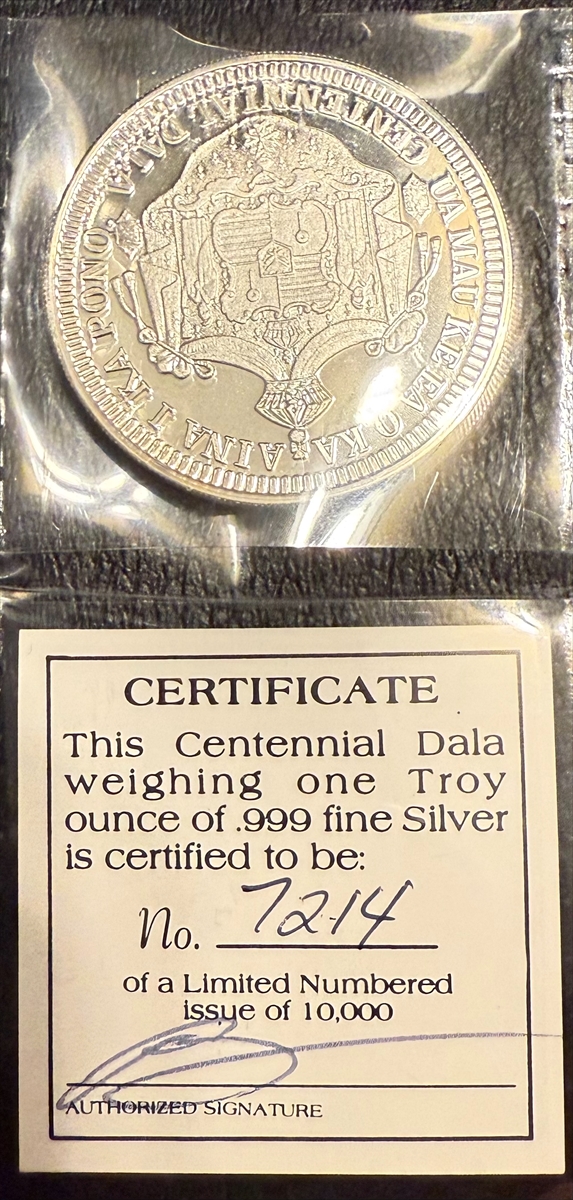 CENTENNIAL DALA
UA MAU KE EA O KA AINA I KA PONO
CERTIFICATE
This Centennial Dala
weighing one Troy
ounce of .999 fine Silver
is certified to be:
No. 7214
of a Limited Numbered
issue of 10,000
AUTHORIZED SIGNATURE